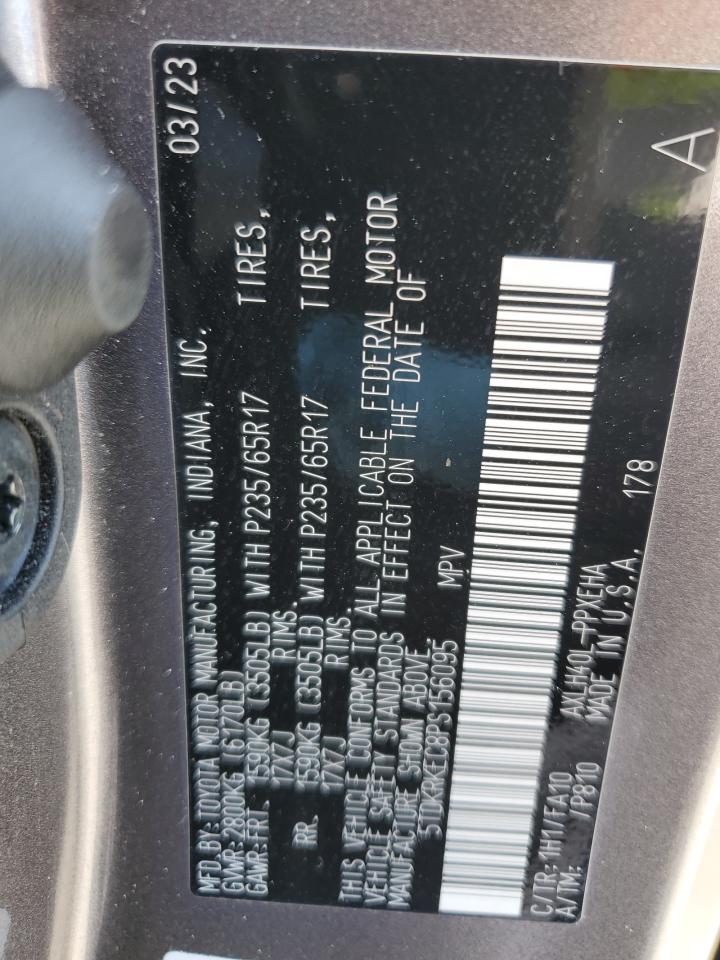 MFD BY: TOYOTA MOTOR MANUFACTURING, INDIANA, INC. 03/23
GVWR: 2800KG (6170LB)
GAWR: FRT. 1590KG (3505LB) WITH P235/65R17 TIRES,
17X7J RIMS.
RR. 1590KG (3505LB) WITH P235/65R17 TIRES,
17X7J RIMS.
THIS VEHICLE CONFORMS TO ALL APPLICABLE FEDERAL MOTOR
VEHICLE SAFETY STANDARDS IN EFFECT ON THE DATE OF
MANUFACTURE SHOWN ABOVE.
5TDKRKEC8PS156095 MPV
C/TR: 1H1/FA10 AXLH40L-PPXEHA
A/TM: /P810 MADE IN U.S.A. 178 A